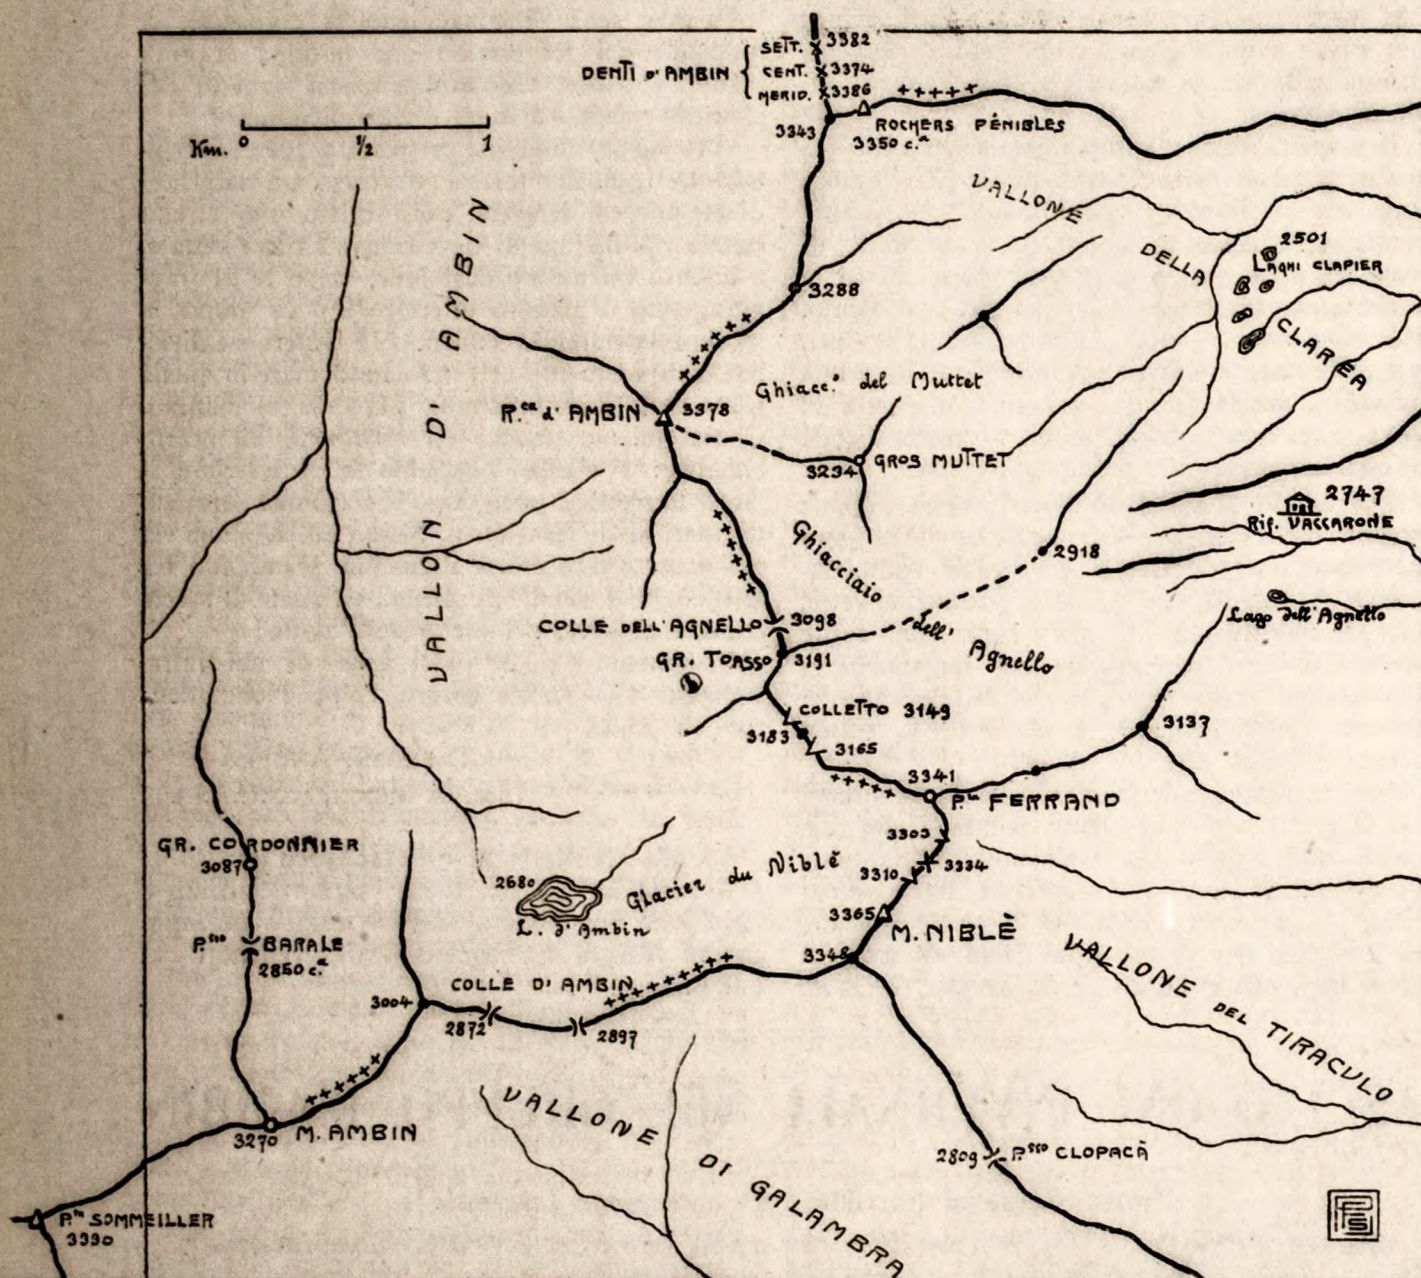 SETT. 3382
DENTI D'AMBIN CENT. 3374
MERID. 3386
3343
ROCHERS PÉNIBLES
3350 c.ª
Km. 0 ½ 1
VALLONE DELLA CLAREA
2501
LAGHI CLAPIER
3288
VALLON D'AMBIN
Ghiacc.º del Muttet
R.ca d'AMBIN 3378
3234 GROS MUTTET
2747
Rif. VACCARONE
Ghiacciaio dell' Agnello
2918
COLLE DELL'AGNELLO 3098
Lago dell'Agnello
GR. TOASSO 3191
COLLETTO 3149
3183
3165
3137
3341
P.ta FERRAND
3303
GR. CORDONNIER
3087
3310 3334
2680
Glacier du Niblè
L. d'Ambin
3365
M. NIBLÈ
P.sso BARALE
2850 c.ª
3348
VALLONE DEL TIRACULO
COLLE D'AMBIN
3004
2872
2897
VALLONE DI GALAMBRA
3270 M. AMBIN
2809 P.sso CLOPACÀ
P.ta SOMMEILLER
3330